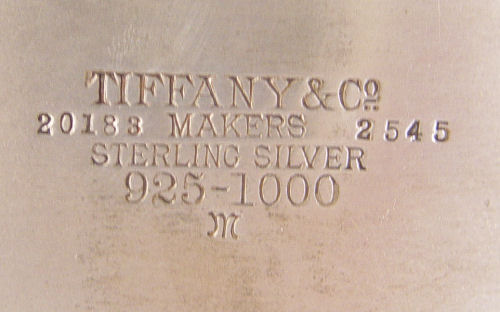 TIFFANY & Co
20183 MAKERS 2545
STERLING SILVER
925-1000
M